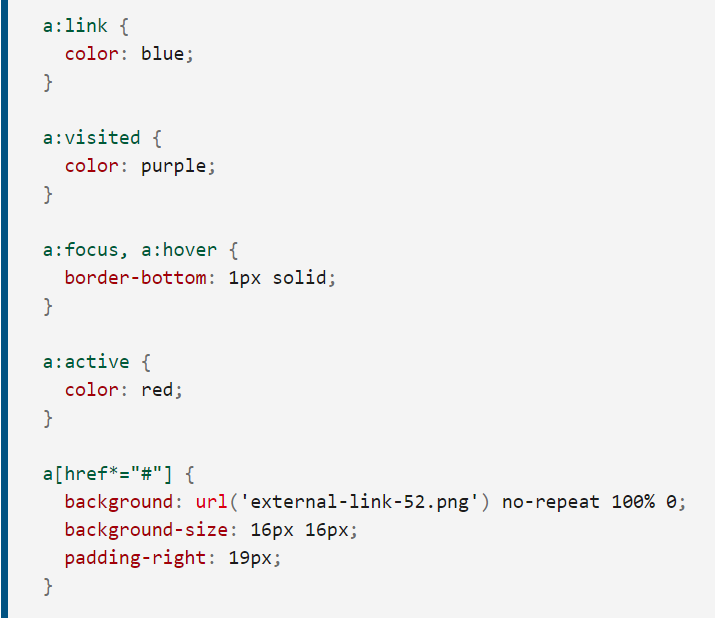 a:link {
  color: blue;
}

a:visited {
  color: purple;
}

a:focus, a:hover {
  border-bottom: 1px solid;
}

a:active {
  color: red;
}

a[href*="#"] {
  background: url('external-link-52.png') no-repeat 100% 0;
  background-size: 16px 16px;
  padding-right: 19px;
}